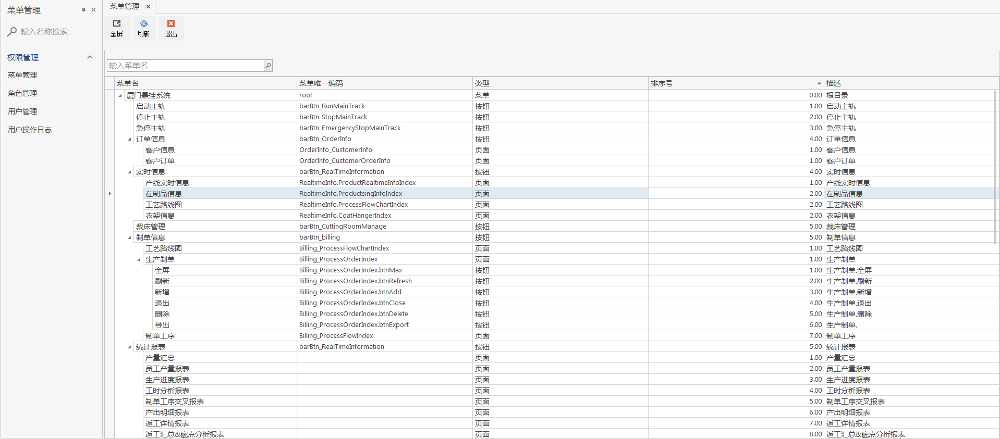 菜单管理
输入名称搜索
权限管理
菜单管理
角色管理
用户管理
用户操作日志
菜单管理
全屏 刷新 退出
输入菜单名
菜单名 菜单唯一编码 类型 排序号 描述
厦门悬挂系统 root 菜单 0.00 根目录
启动主轨 barBtn_RunMainTrack 按钮 1.00 启动主轨
停止主轨 barBtn_StopMainTrack 按钮 2.00 停止主轨
急停主轨 barBtn_EmergencyStopMainTrack 按钮 3.00 急停主轨
订单信息 barBtn_OrderInfo 按钮 4.00 订单信息
客户信息 OrderInfo_CustomerInfo 页面 1.00 客户信息
客户订单 OrderInfo_CustomerOrderInfo 页面 1.00 客户订单
实时信息 barBtn_RealTimeInformation 按钮 4.00 实时信息
产线实时信息 RealtimeInfo.ProductRealtimeInfoIndex 页面 1.00 产线实时信息
在制品信息 RealtimeInfo.ProductsingInfoIndex 页面 2.00 在制品信息
工艺路线图 RealtimeInfo.ProcessFlowChartIndex 页面 2.00 工艺路线图
衣架信息 RealtimeInfo.CoatHangerIndex 页面 2.00 衣架信息
裁床管理 barBtn_CuttingRoomManage 按钮 5.00 裁床管理
制单信息 barBtn_billing 按钮 5.00 制单信息
工艺路线图 Billing_ProcessFlowChartIndex 页面 1.00 工艺路线图
生产制单 Billing_ProcessOrderIndex 页面 1.00 生产制单
全屏 Billing_ProcessOrderIndex.btnMax 按钮 1.00 生产制单.全屏
刷新 Billing_ProcessOrderIndex.btnRefresh 按钮 2.00 生产制单.刷新
新增 Billing_ProcessOrderIndex.btnAdd 按钮 3.00 生产制单.新增
退出 Billing_ProcessOrderIndex.btnClose 按钮 4.00 生产制单.退出
删除 Billing_ProcessOrderIndex.btnDelete 按钮 5.00 生产制单.删除
导出 Billing_ProcessOrderIndex.btnExport 按钮 6.00 生产制单.
制单工序 Billing_ProcessFlowIndex 页面 7.00 制单工序
统计报表 barBtn_RealTimeInformation 按钮 5.00 统计报表
产量汇总 页面 1.00 产量汇总
员工产量报表 页面 2.00 员工产量报表
生产进度报表 页面 3.00 生产进度报表
工时分析报表 页面 4.00 工时分析报表
制单工序交叉报表 页面 5.00 制单工序交叉报表
产出明细报表 页面 6.00 产出明细报表
返工详情报表 页面 7.00 返工详情报表
返工汇总&疵点分析报表 页面 8.00 返工汇总&疵点分析报表